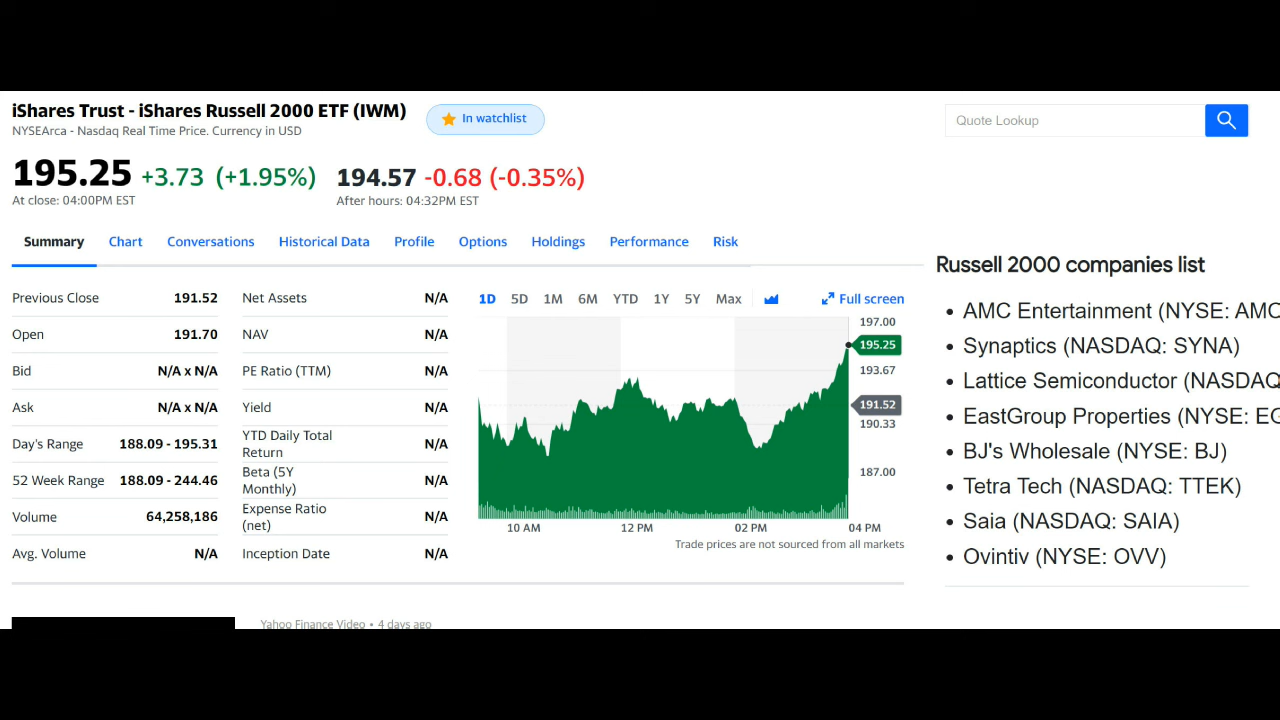 iShares Trust - iShares Russell 2000 ETF (IWM)
NYSEArca - Nasdaq Real Time Price. Currency in USD
In watchlist
Quote Lookup
195.25 +3.73 (+1.95%)
At close: 04:00PM EST
194.57 -0.68 (-0.35%)
After hours: 04:32PM EST
Summary Chart Conversations Historical Data Profile Options Holdings Performance Risk
Previous Close 191.52
Open 191.70
Bid N/A x N/A
Ask N/A x N/A
Day's Range 188.09 - 195.31
52 Week Range 188.09 - 244.46
Volume 64,258,186
Avg. Volume N/A
Net Assets N/A
NAV N/A
PE Ratio (TTM) N/A
Yield N/A
YTD Daily Total
Return N/A
Beta (5Y
Monthly) N/A
Expense Ratio
(net) N/A
Inception Date N/A
1D 5D 1M 6M YTD 1Y 5Y Max Full screen
197.00
195.25
193.67
191.52
190.33
187.00
10 AM 12 PM 02 PM 04 PM
Trade prices are not sourced from all markets
Russell 2000 companies list
AMC Entertainment (NYSE: AMC
Synaptics (NASDAQ: SYNA)
Lattice Semiconductor (NASDAQ
EastGroup Properties (NYSE: EG
BJ's Wholesale (NYSE: BJ)
Tetra Tech (NASDAQ: TTEK)
Saia (NASDAQ: SAIA)
Ovintiv (NYSE: OVV)
Yahoo Finance Video • 4 days ago